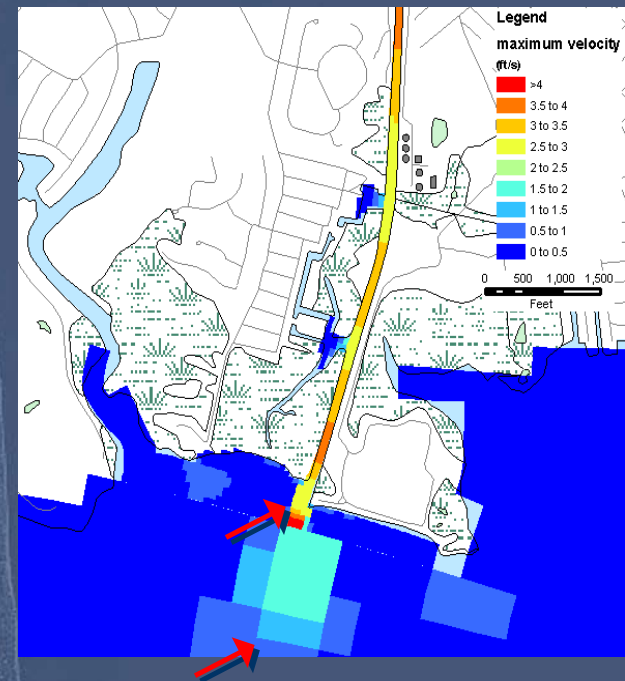 Legend
maximum velocity
(ft/s)
>4
3.5 to 4
3 to 3.5
2.5 to 3
2 to 2.5
1.5 to 2
1 to 1.5
0.5 to 1
0 to 0.5
0 500 1,000 1,500
Feet